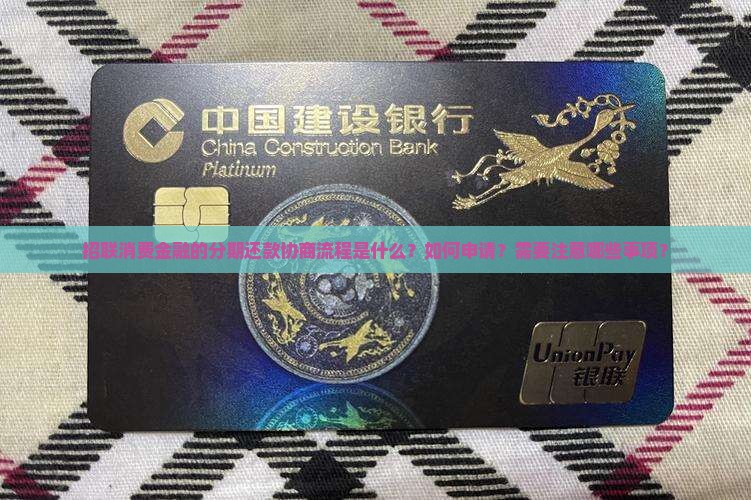 中国建设银行
China Construction Bank
Platinum
招联消费金融的分期还款协商流程是什么？如何申请？需要注意哪些事项？
UnionPay
银联